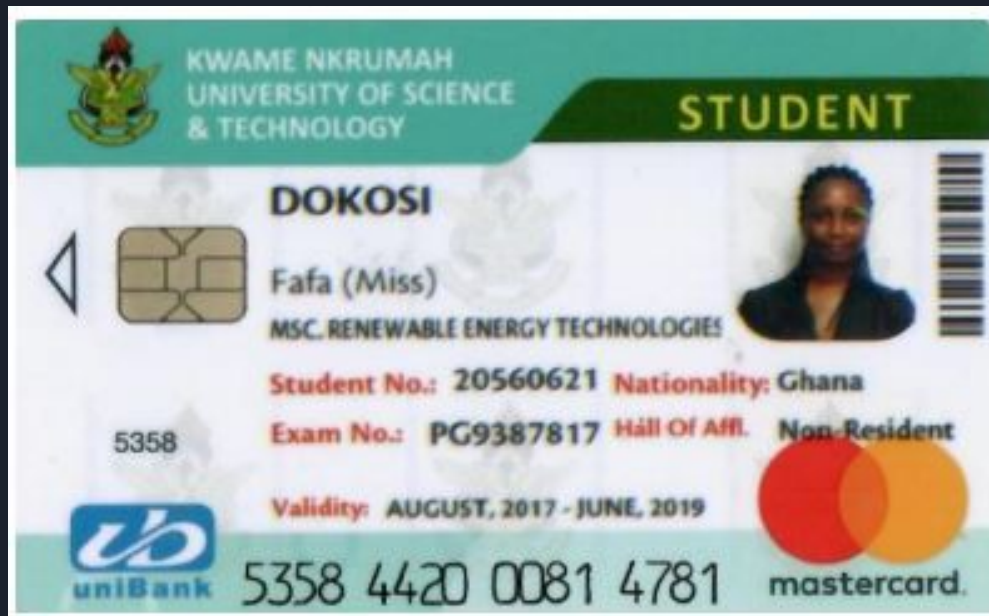 KWAME NKRUMAH
UNIVERSITY OF SCIENCE
& TECHNOLOGY
STUDENT
DOKOSI
Fafa (Miss)
MSC. RENEWABLE ENERGY TECHNOLOGIES
Student No.: 20560621 Nationality: Ghana
Exam No.: PG9387817 Hall Of Affl. Non-Resident
5358
Validity: AUGUST, 2017 - JUNE, 2019
ub
uniBank
5358 4420 0081 4781
mastercard.